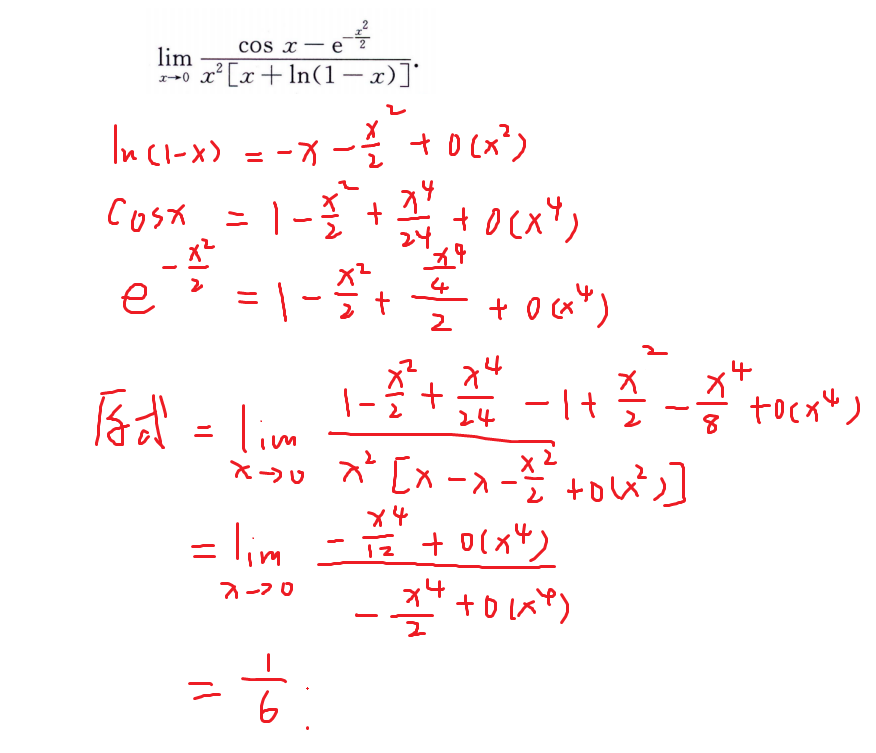 lim_{x→0} \frac{cos x − e^{-\frac{x^2}{2}}}{x^2[x + ln(1 − x)]}.
ln(1-x) = -x - \frac{x^2}{2} + o(x^2)
cosx = 1 - \frac{x^2}{2} + \frac{x^4}{24} + o(x^4)
e^{-\frac{x^2}{2}} = 1 - \frac{x^2}{2} + \frac{\frac{x^4}{4}}{2} + o(x^4)
原式 = lim_{x→0} \frac{1 - \frac{x^2}{2} + \frac{x^4}{24} - 1 + \frac{x^2}{2} - \frac{x^4}{8} + o(x^4)}{x^2[x - x - \frac{x^2}{2} + o(x^2)]}
= lim_{x→0} \frac{-\frac{x^4}{12} + o(x^4)}{-\frac{x^4}{2} + o(x^4)}
= \frac{1}{6}.